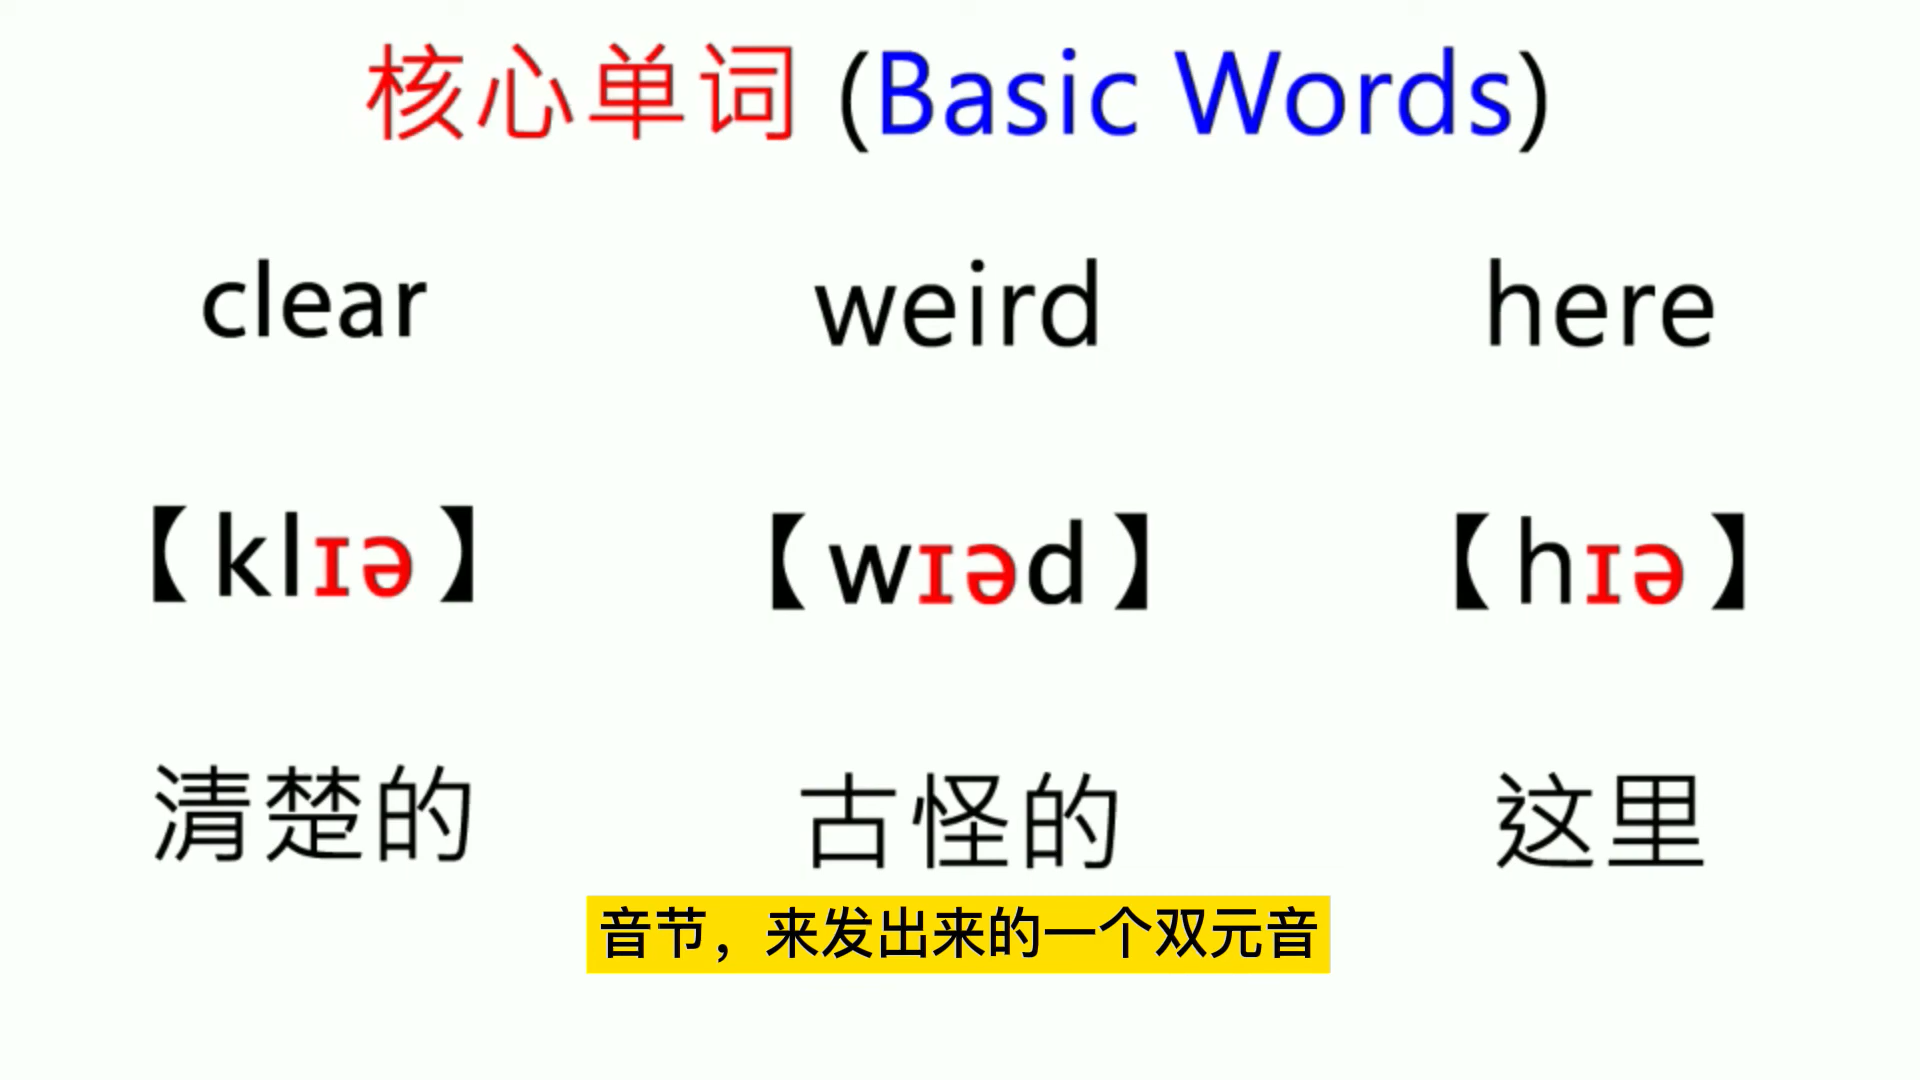 核心单词 (Basic Words)
clear weird here
【klɪə】 【wɪəd】 【hɪə】
清楚的 古怪的 这里
音节，来发出来的一个双元音